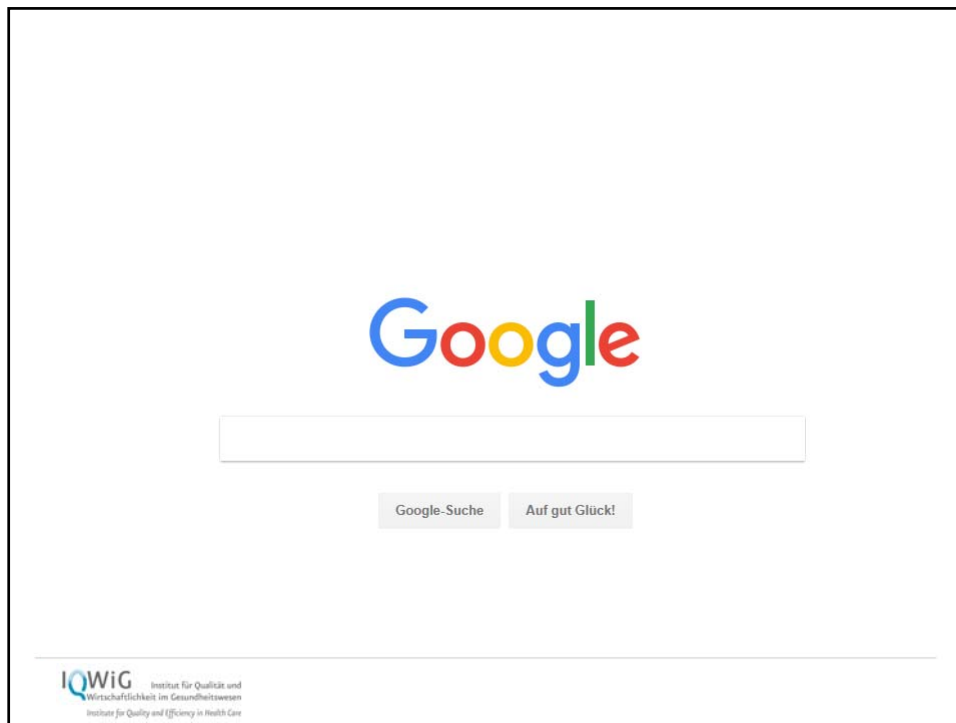 Google
Google-Suche
Auf gut Glück!
IQWiG
Institut für Qualität und
Wirtschaftlichkeit im Gesundheitswesen
Institute for Quality and Efficiency in Health Care